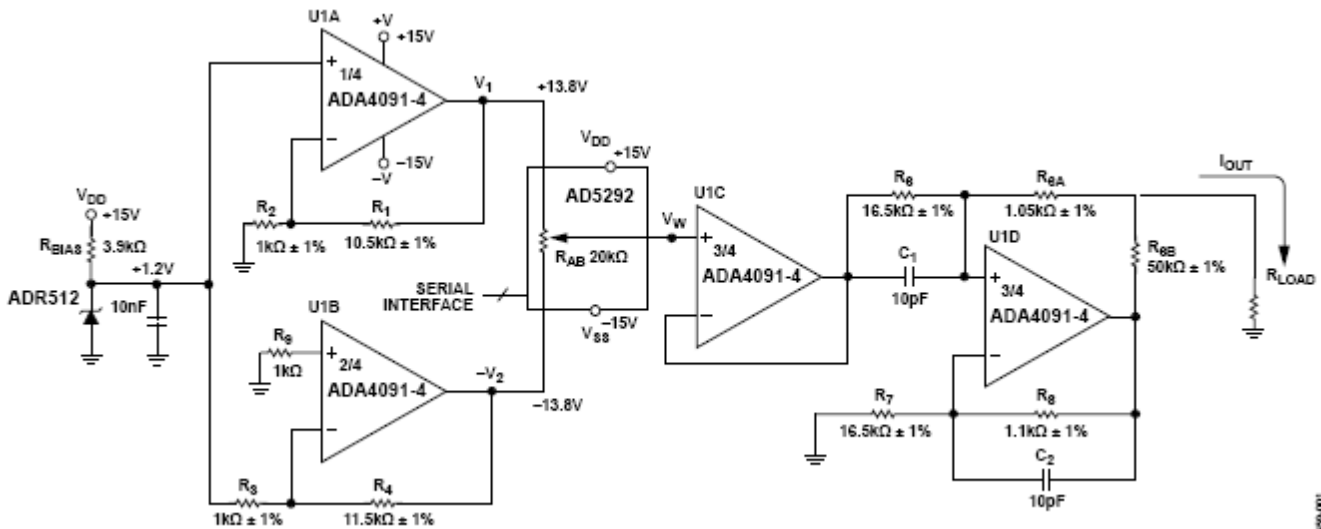 U1A
+V
+15V
+
1/4
ADA4091-4
−
−15V
−V
V1
+13.8V
VDD
+15V
RBIAS
3.9kΩ
+1.2V
ADR512
10nF
R2
1kΩ ± 1%
R1
10.5kΩ ± 1%
VDD
+15V
AD5292
RAB 20kΩ
SERIAL
INTERFACE
VSS
−15V
U1B
R9
1kΩ
+
2/4
ADA4091-4
−
−V2
−13.8V
R3
1kΩ ± 1%
R4
11.5kΩ ± 1%
VW
U1C
+
3/4
ADA4091-4
−
R6
16.5kΩ ± 1%
C1
10pF
R6A
1.05kΩ ± 1%
U1D
+
3/4
ADA4091-4
−
R6B
50kΩ ± 1%
IOUT
RLOAD
R7
16.5kΩ ± 1%
R8
1.1kΩ ± 1%
C2
10pF